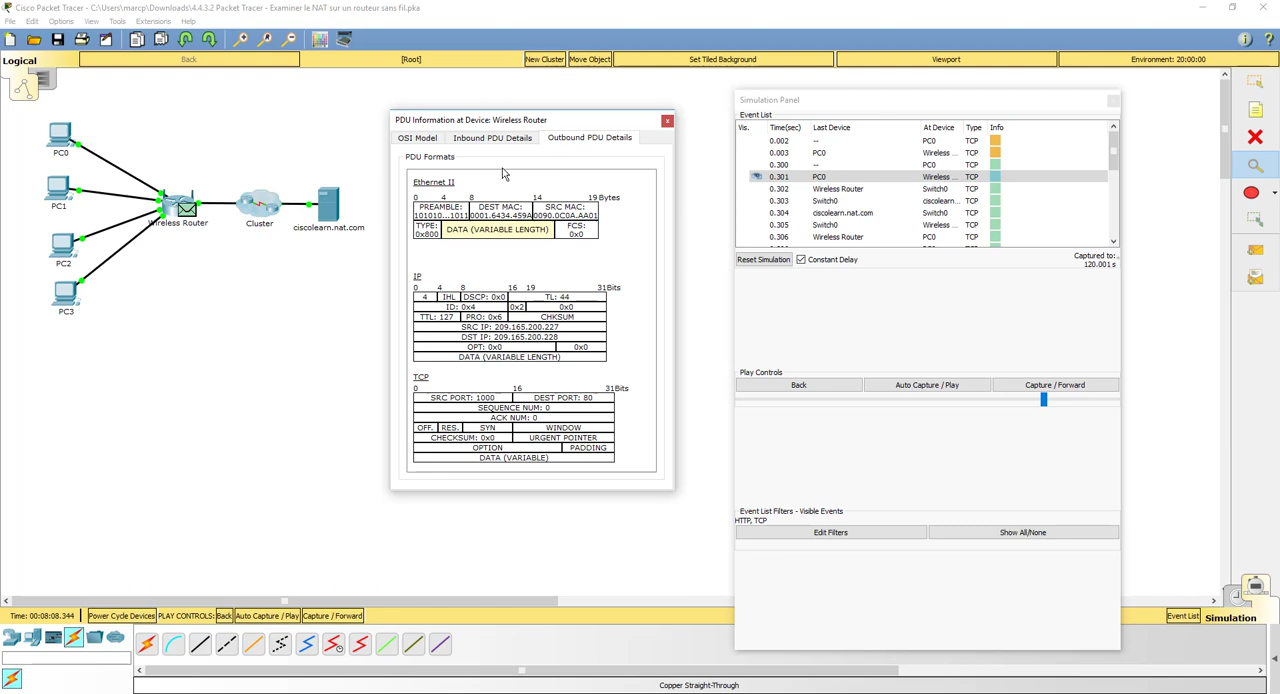 Cisco Packet Tracer - C:\Users\marcp\Downloads\4.4.3.2 Packet Tracer - Examiner le NAT sur un routeur sans fil.pka
File Edit Options View Tools Extensions Help
Logical Back [Root] New Cluster Move Object Set Tiled Background Viewport Environment: 20:00:00
PC0
PC1
PC2
PC3
Wireless Router
Cluster
ciscolearn.nat.com
PDU Information at Device: Wireless Router
OSI Model Inbound PDU Details Outbound PDU Details
PDU Formats
Ethernet II
0 4 8 14 19 Bytes
PREAMBLE: 101010...1011 DEST MAC: 0001.6434.459A SRC MAC: 0090.0C0A.AA01
TYPE: 0x800 DATA (VARIABLE LENGTH) FCS: 0x0
IP
0 4 8 16 19 31 Bits
4 IHL DSCP: 0x0 TL: 44
ID: 0x4 0x2 0x0
TTL: 127 PRO: 0x6 CHKSUM
SRC IP: 209.165.200.227
DST IP: 209.165.200.228
OPT: 0x0 0x0
DATA (VARIABLE LENGTH)
TCP
0 16 31 Bits
SRC PORT: 1000 DEST PORT: 80
SEQUENCE NUM: 0
ACK NUM: 0
OFF. RES. SYN WINDOW
CHECKSUM: 0x0 URGENT POINTER
OPTION PADDING
DATA (VARIABLE)
Simulation Panel
Event List
Vis. Time(sec) Last Device At Device Type Info
0.002 -- PC0 TCP
0.003 PC0 Wireless ... TCP
0.300 -- PC0 TCP
0.301 PC0 Wireless ... TCP
0.302 Wireless Router Switch0 TCP
0.303 Switch0 ciscolearn... TCP
0.304 ciscolearn.nat.com Switch0 TCP
0.305 Switch0 Wireless ... TCP
0.306 Wireless Router PC0 TCP
Reset Simulation Constant Delay Captured to:
120.001 s
Play Controls
Back Auto Capture / Play Capture / Forward
Event List Filters - Visible Events
HTTP, TCP
Edit Filters Show All/None
Time: 00:08:08.344 Power Cycle Devices PLAY CONTROLS: Back Auto Capture / Play Capture / Forward Event List Simulation
Copper Straight-Through